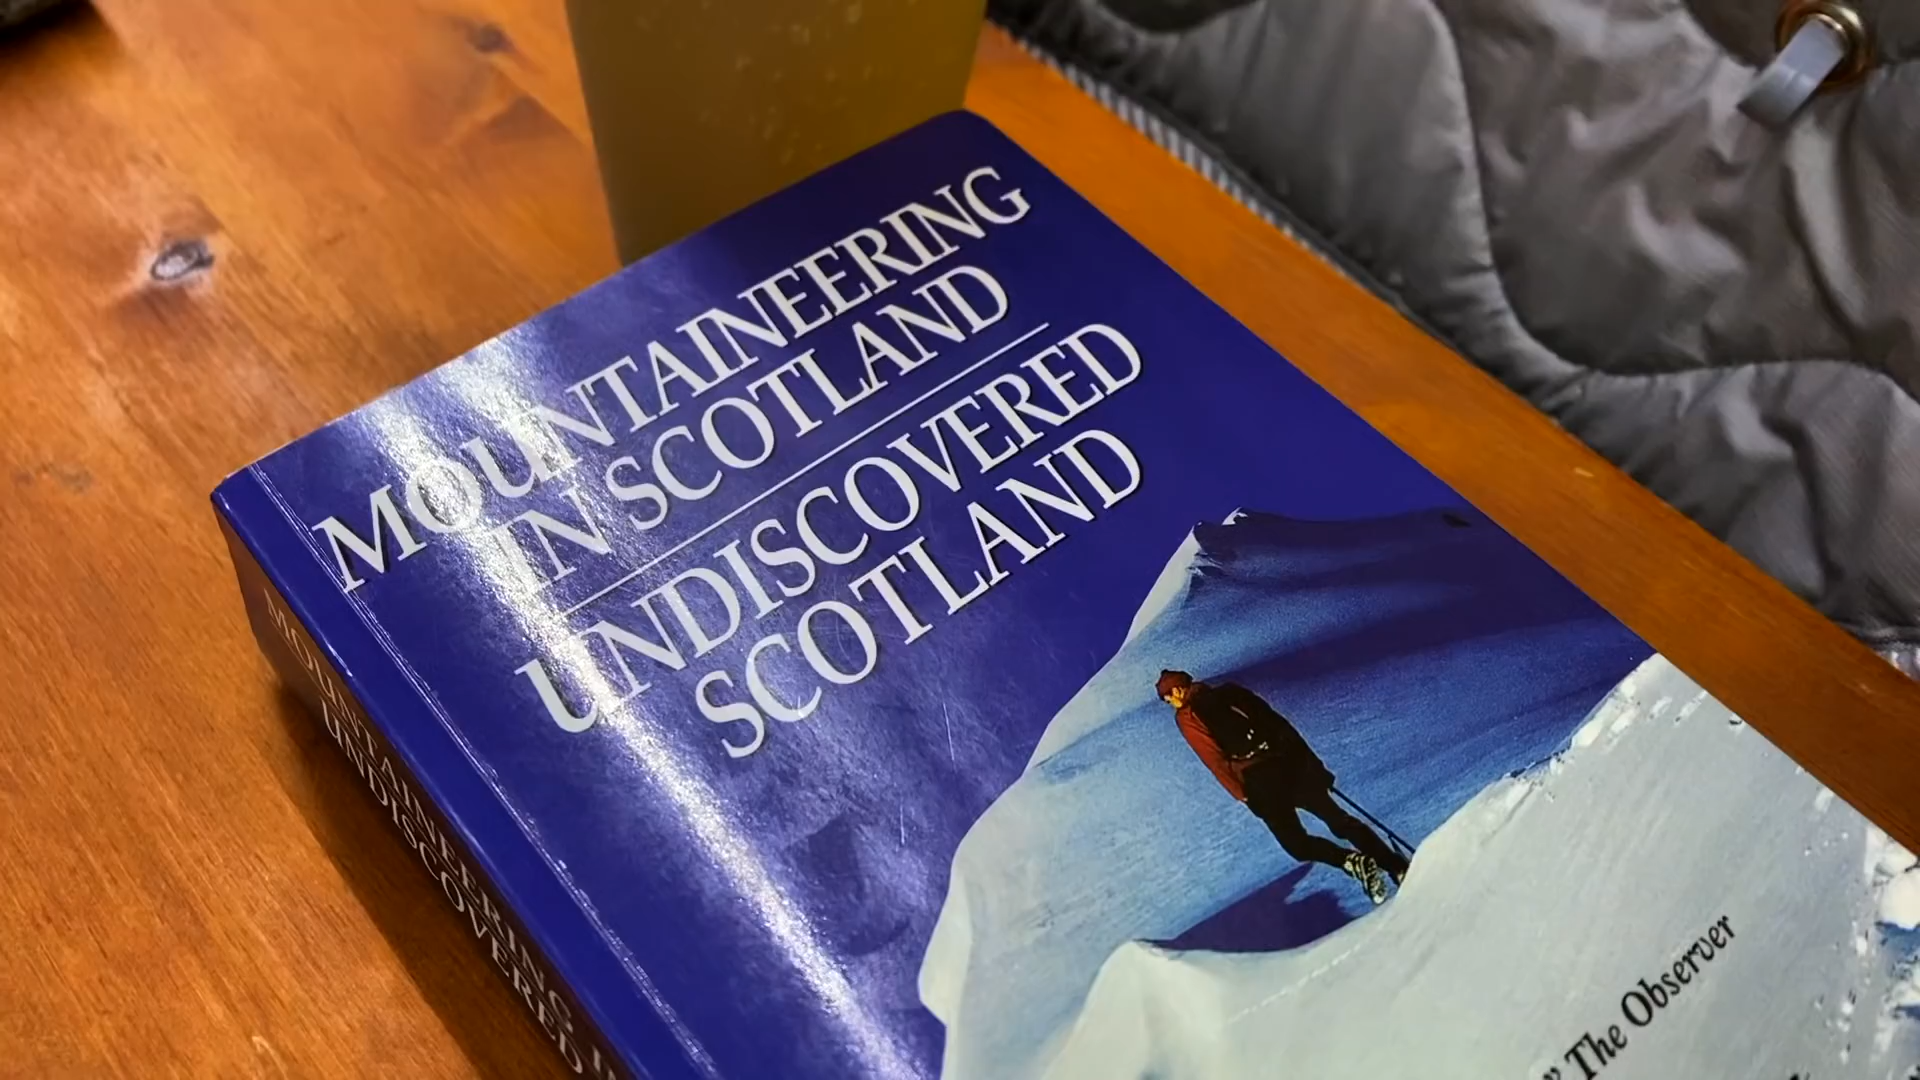 MOUNTAINEERING
IN SCOTLAND
UNDISCOVERED
SCOTLAND
" The Observer
MOUNTAINEERING
UNDISCOVERED